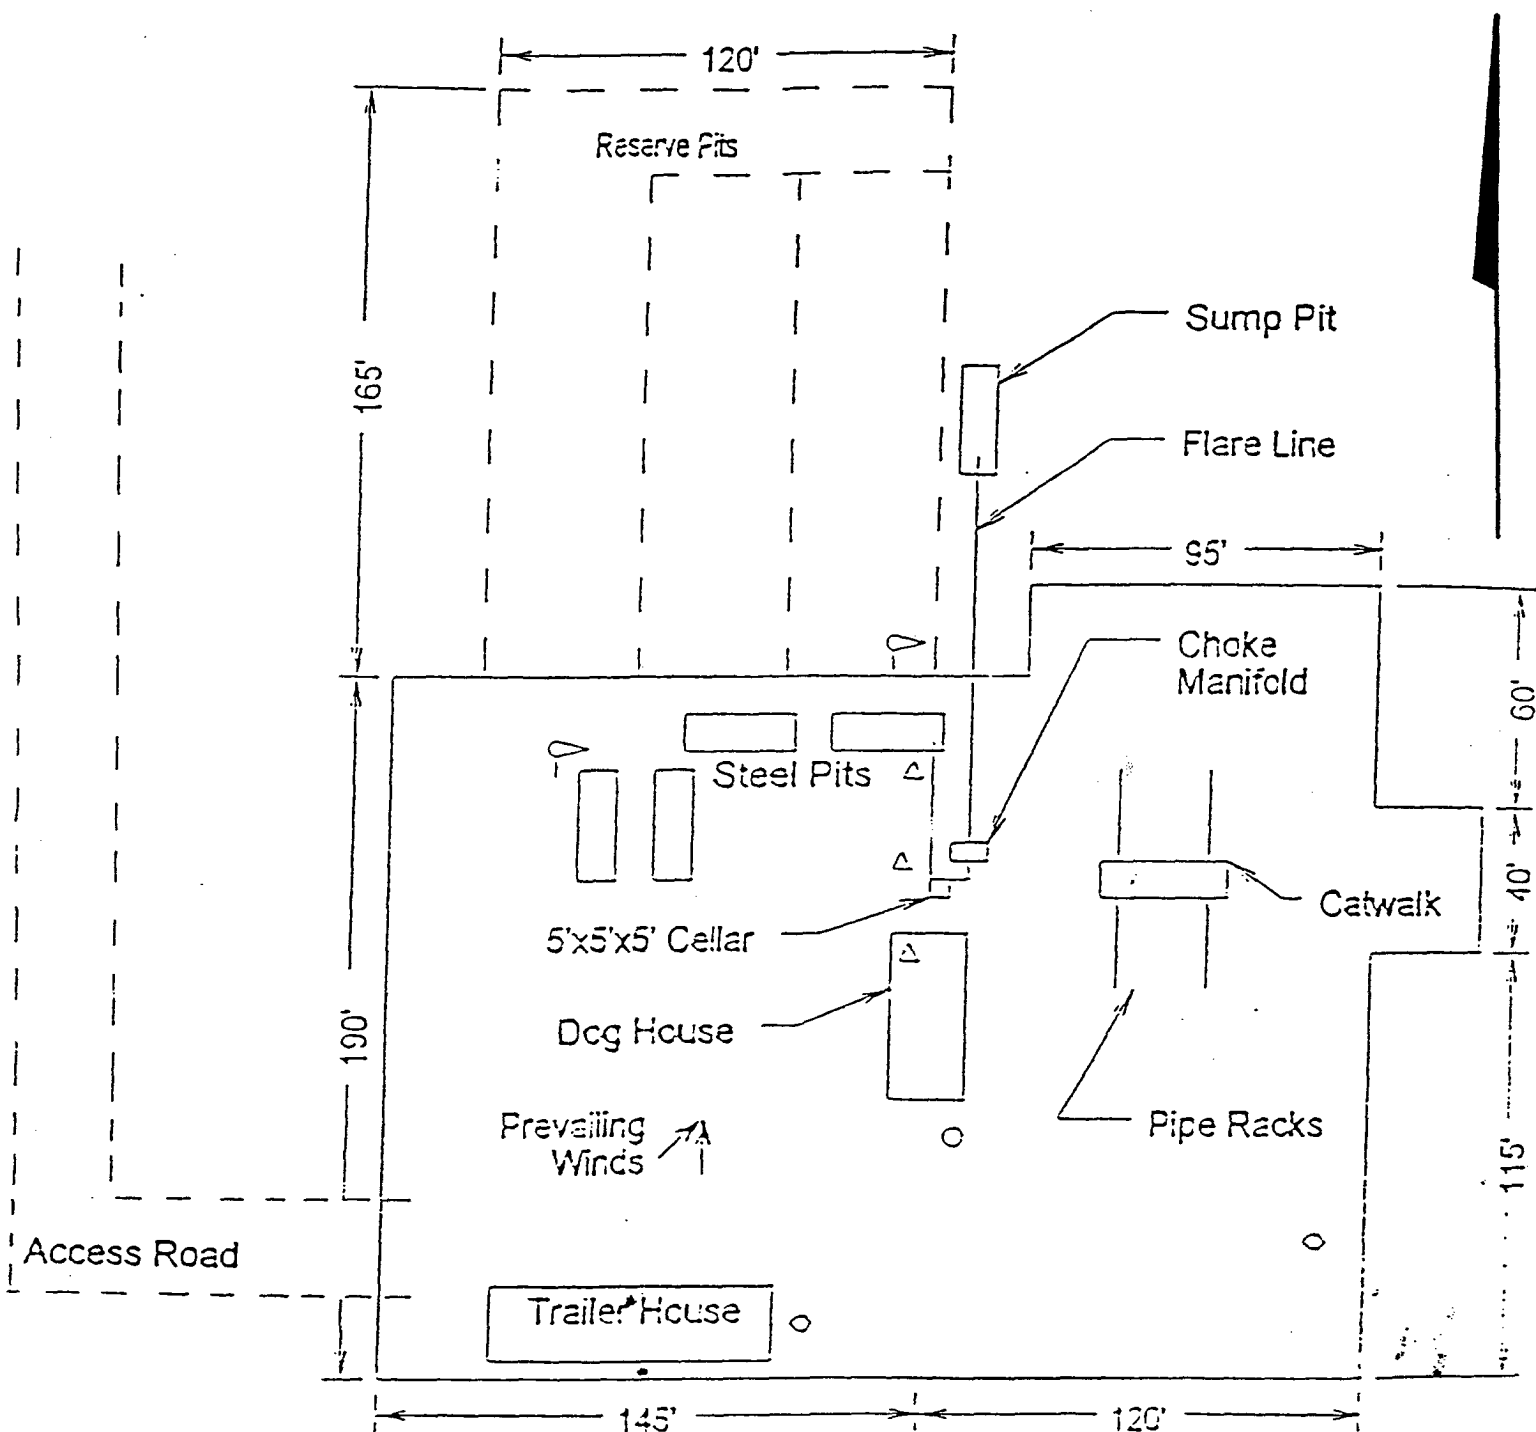 120'
Reserve Pits
165'
Sump Pit
Flare Line
95'
Choke
Manifold
60'
Steel Pits
40'
Catwalk
5'x5'x5' Cellar
190'
Dog House
Prevailing
Winds
Pipe Racks
115'
Access Road
Trailer House
145'
120'